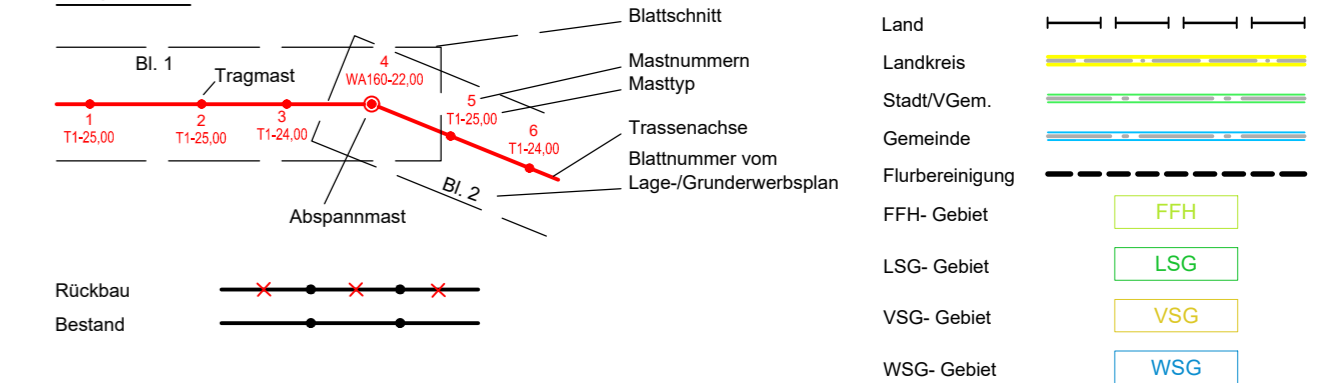 Blattschnitt
Bl. 1
Tragmast
4
WA160-22,00
Mastnummern
Masttyp
1
T1-25,00
2
T1-25,00
3
T1-24,00
5
T1-25,00
6
T1-24,00
Trassenachse
Blattnummer vom
Lage-/Grunderwerbsplan
Bl. 2
Abspannmast
Rückbau
Bestand
Land
Landkreis
Stadt/VGem.
Gemeinde
Flurbereinigung
FFH- Gebiet
FFH
LSG- Gebiet
LSG
VSG- Gebiet
VSG
WSG- Gebiet
WSG